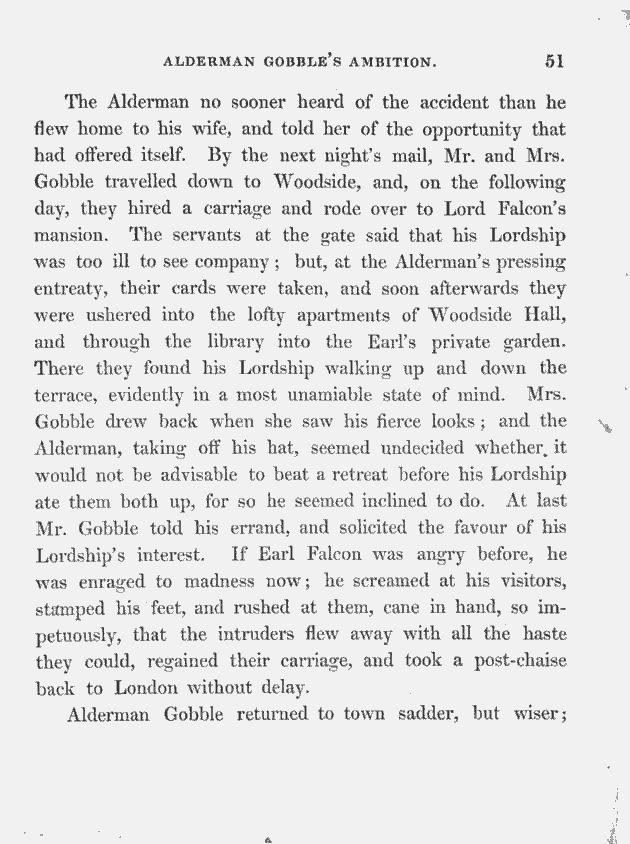 ALDERMAN GOBBLE'S AMBITION. 51
The Alderman no sooner heard of the accident than he
flew home to his wife, and told her of the opportunity that
had offered itself. By the next night's mail, Mr. and Mrs.
Gobble travelled down to Woodside, and, on the following
day, they hired a carriage and rode over to Lord Falcon's
mansion. The servants at the gate said that his Lordship
was too ill to see company; but, at the Alderman's pressing
entreaty, their cards were taken, and soon afterwards they
were ushered into the lofty apartments of Woodside Hall,
and through the library into the Earl's private garden.
There they found his Lordship walking up and down the
terrace, evidently in a most unamiable state of mind. Mrs.
Gobble drew back when she saw his fierce looks; and the
Alderman, taking off his hat, seemed undecided whether it
would not be advisable to beat a retreat before his Lordship
ate them both up, for so he seemed inclined to do. At last
Mr. Gobble told his errand, and solicited the favour of his
Lordship's interest. If Earl Falcon was angry before, he
was enraged to madness now; he screamed at his visitors,
stamped his feet, and rushed at them, cane in hand, so im-
petuously, that the intruders flew away with all the haste
they could, regained their carriage, and took a post-chaise
back to London without delay.
Alderman Gobble returned to town sadder, but wiser;